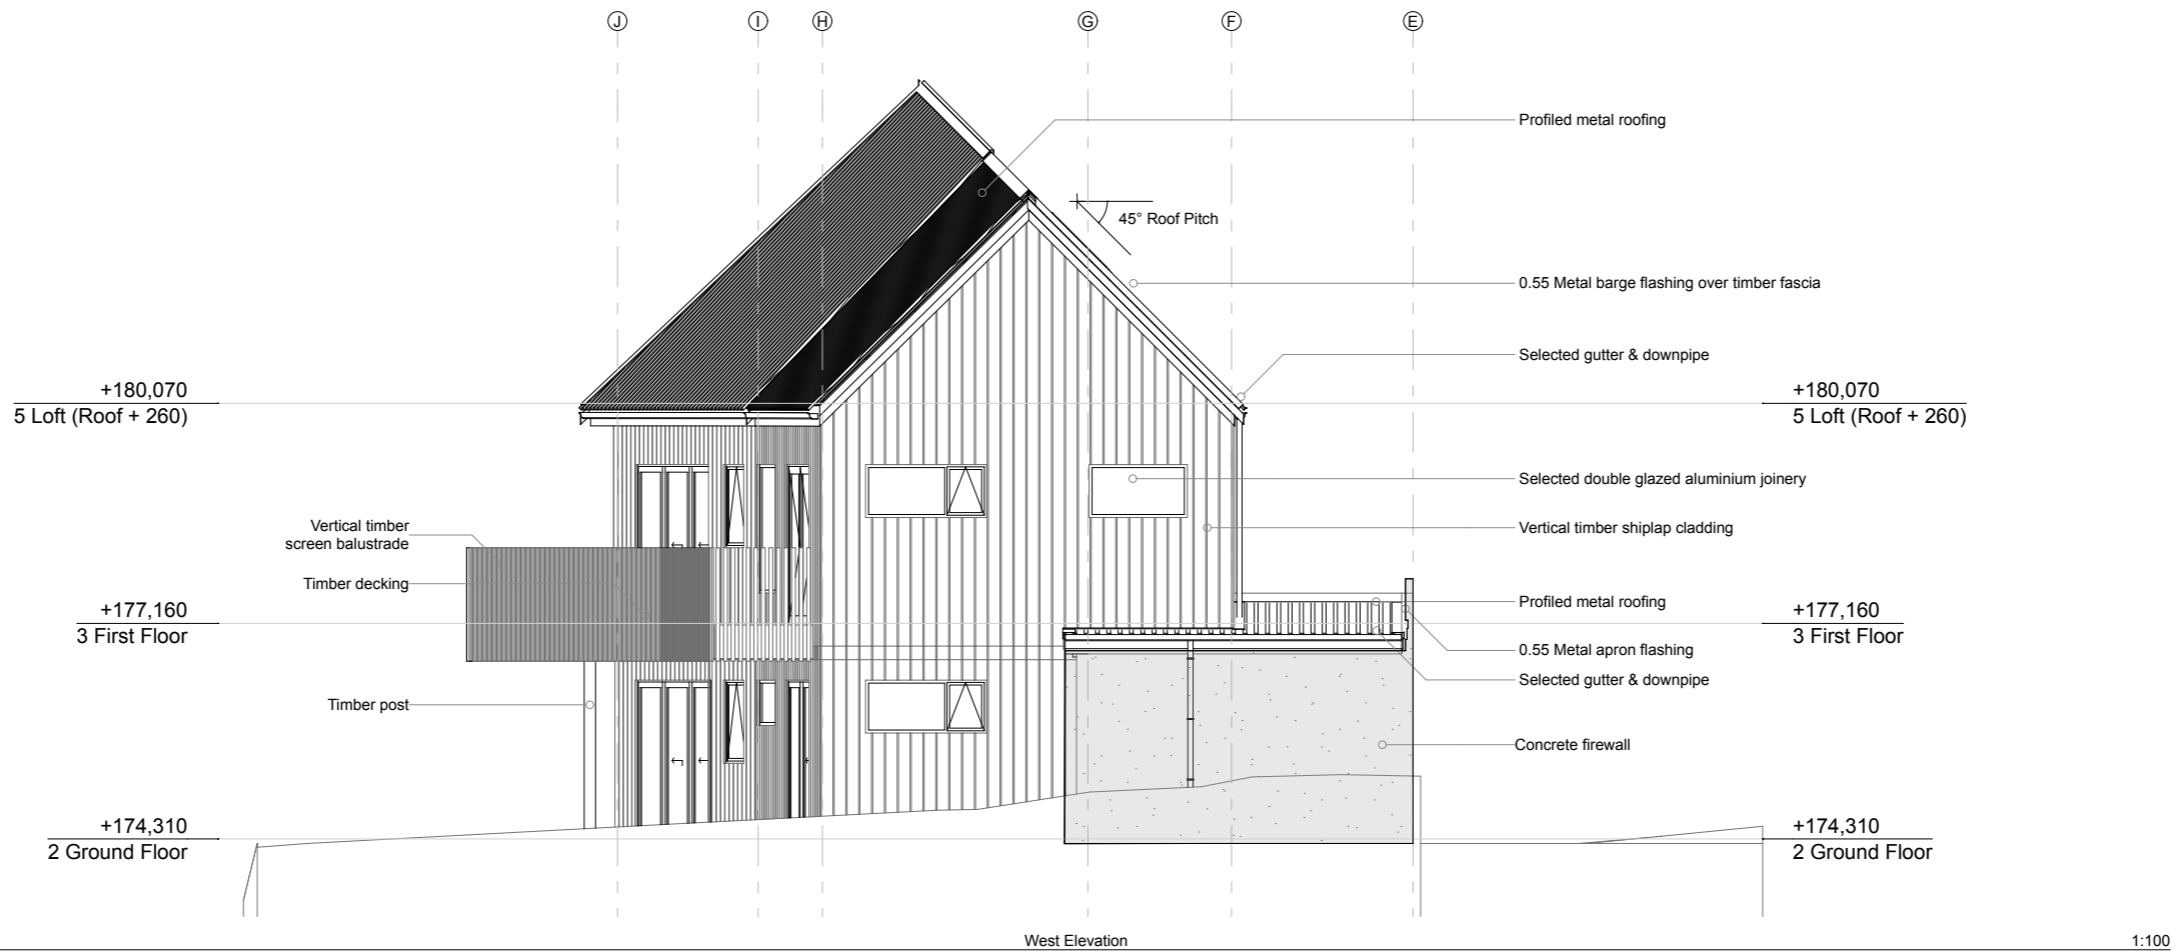 J I H G F E
Profiled metal roofing
45° Roof Pitch
0.55 Metal barge flashing over timber fascia
Selected gutter & downpipe
+180,070
5 Loft (Roof + 260)
+180,070
5 Loft (Roof + 260)
Selected double glazed aluminium joinery
Vertical timber
screen balustrade
Vertical timber shiplap cladding
Timber decking
Profiled metal roofing
+177,160
3 First Floor
+177,160
3 First Floor
0.55 Metal apron flashing
Selected gutter & downpipe
Timber post
Concrete firewall
+174,310
2 Ground Floor
+174,310
2 Ground Floor
West Elevation
1:100